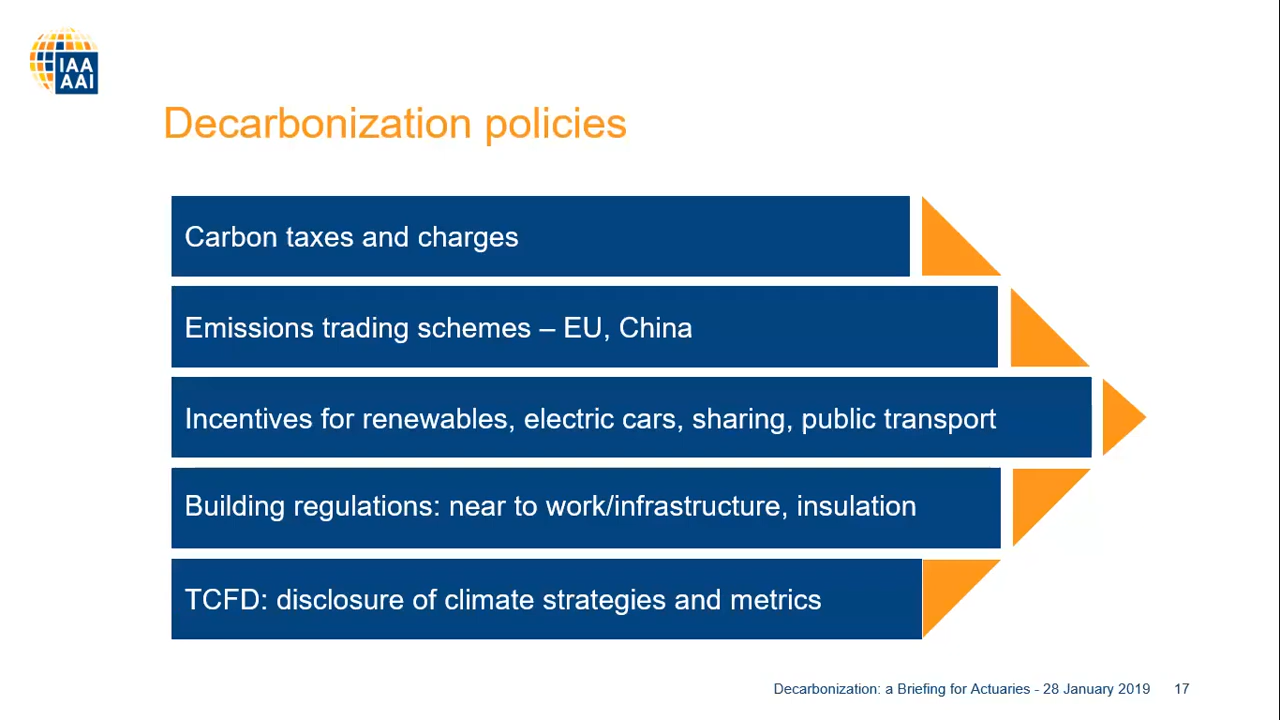 IAA
AAI
Decarbonization policies
Carbon taxes and charges
Emissions trading schemes – EU, China
Incentives for renewables, electric cars, sharing, public transport
Building regulations: near to work/infrastructure, insulation
TCFD: disclosure of climate strategies and metrics
Decarbonization: a Briefing for Actuaries - 28 January 2019 17